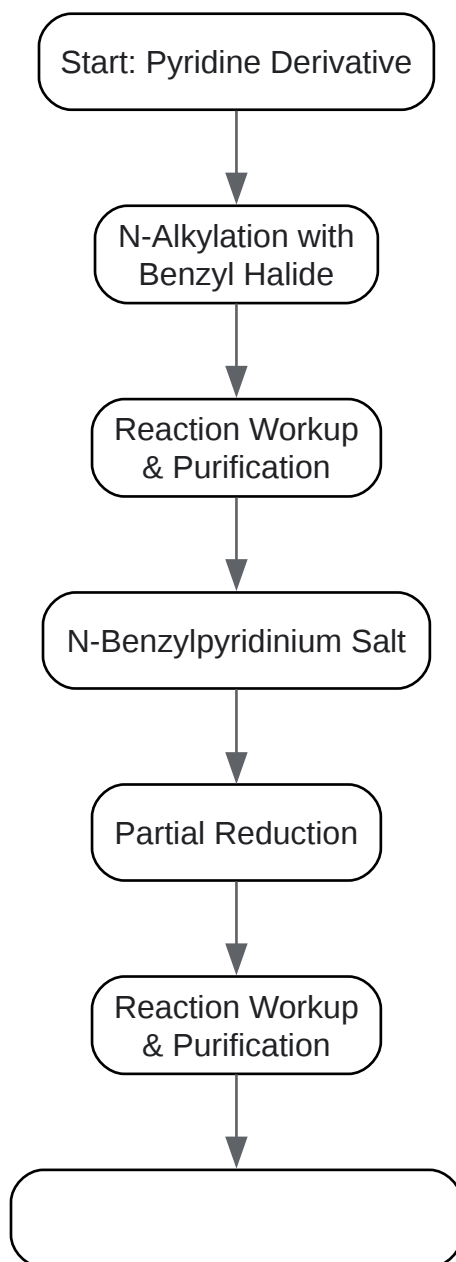 Start: Pyridine Derivative
N-Alkylation with
Benzyl Halide
Reaction Workup
& Purification
N-Benzylpyridinium Salt
Partial Reduction
Reaction Workup
& Purification